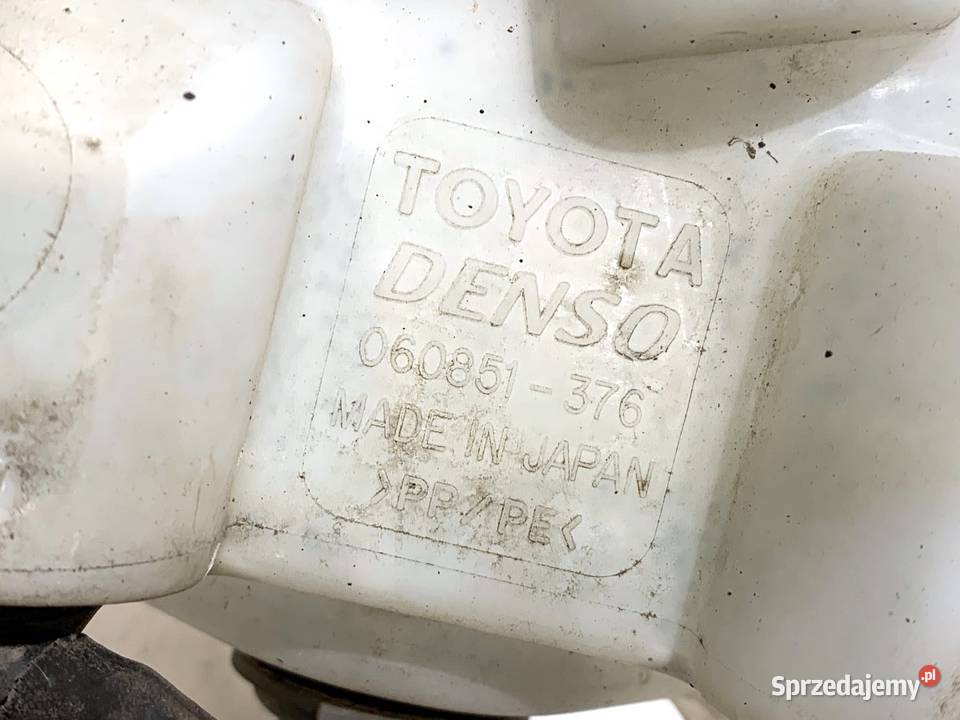 TOYOTA
DENSO
060851-376
MADE IN JAPAN
>PP//PE<
Sprzedajemy.pl